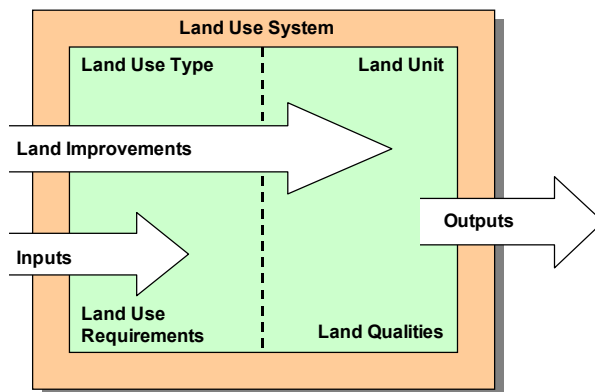 Land Use System
Land Use Type
Land Unit
Land Improvements
Outputs
Inputs
Land Use
Requirements
Land Qualities